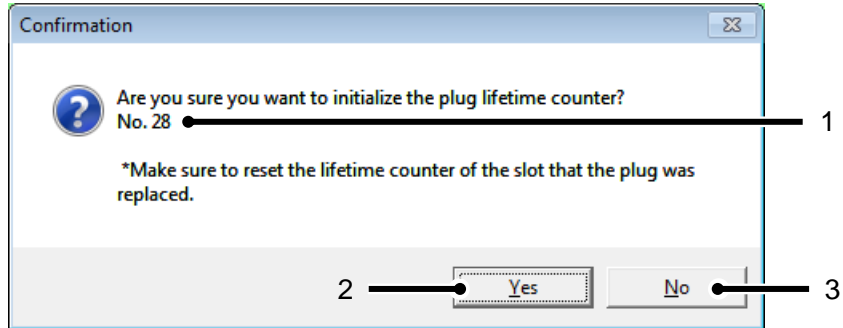 Confirmation
Are you sure you want to initialize the plug lifetime counter?
No. 28
1
*Make sure to reset the lifetime counter of the slot that the plug was
replaced.
2
Yes
No
3